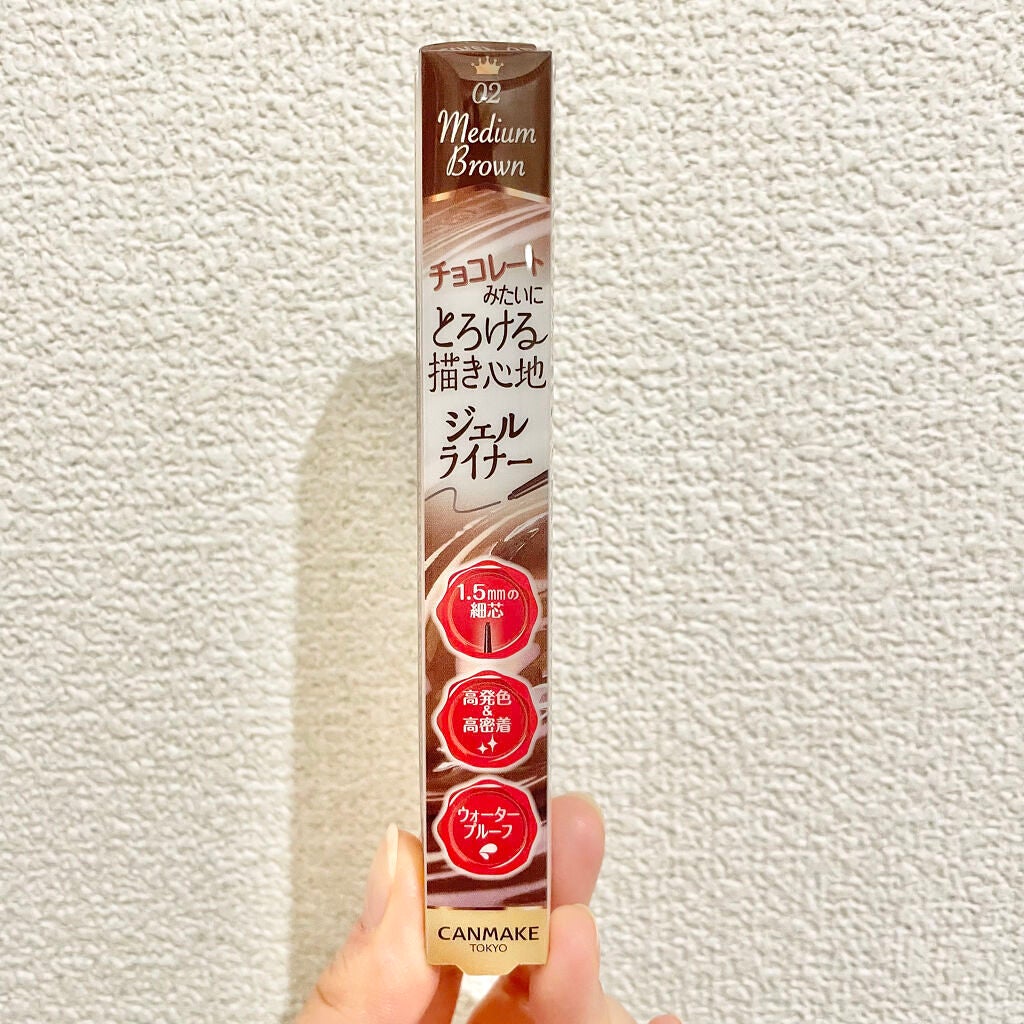 02
Medium
Brown
チョコレート
みたいに
とろける
描き心地
ジェル
ライナー
1.5mmの
細芯
高発色
&
高密着
ウォーター
プルーフ
CANMAKE
TOKYO